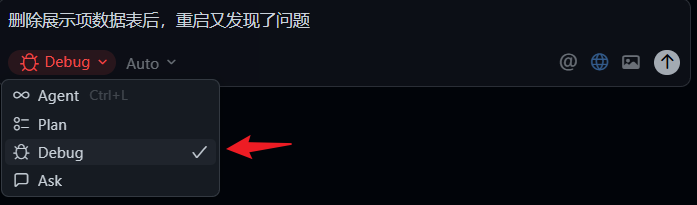 删除展示项数据表后，重启又发现了问题
Debug Auto @
Agent Ctrl+L
Plan
Debug
Ask